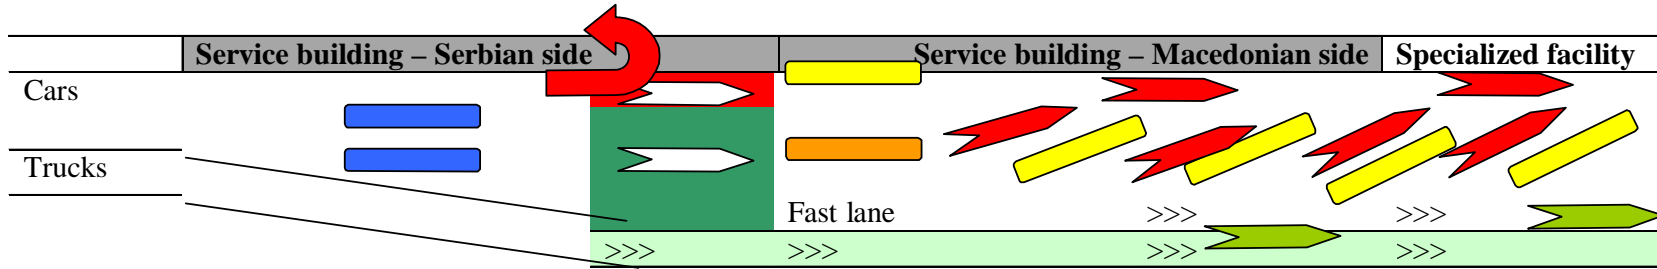 Service building – Serbian side Service building – Macedonian side Specialized facility
Cars
Trucks
Fast lane >>> >>>
>>> >>> >>> >>>